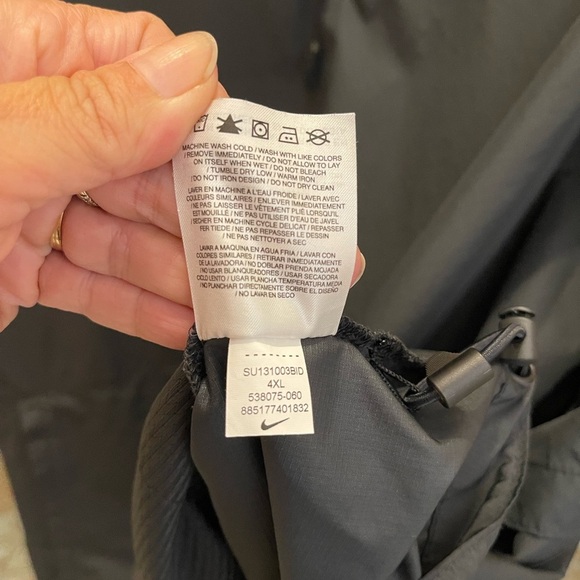 MACHINE WASH COLD / WASH WITH LIKE COLORS
/ REMOVE IMMEDIATELY / DO NOT ALLOW TO LAY
ON ITSELF WHEN WET / DO NOT BLEACH
/ TUMBLE DRY LOW / WARM IRON
/ DO NOT IRON DESIGN / DO NOT DRY CLEAN
LAVER EN MACHINE À L'EAU FROIDE / LAVER AVEC
COULEURS SIMILAIRES / ENLEVER IMMÉDIATEMENT
/ NE PAS LAISSER LE VÊTEMENT PLIÉ LORSQU'IL
EST MOUILLÉ / NE PAS UTILISER D'EAU DE JAVEL
/ SÉCHER EN MACHINE CYCLE DELICAT / REPASSER
FER TIÈDE / NE PAS REPASSER LE DESSIN
/ NE PAS NETTOYER A SEC
LAVAR A MAQUINA EN AGUA FRIA / LAVAR CON
COLORES SIMILARES / RETIRAR INMEDIATAMENTE
DE LA LAVADORA / NO DOBLAR PRENDA MOJADA
/ NO USAR BLANQUEADORES / USAR SECADORA
CICLO LENTO / USAR PLANCHA TEMPERATURA MEDIA
/ NO PLANCHAR DIRECTAMENTE SOBRE EL DISEÑO
/ NO LAVAR EN SECO
SU131003BID
4XL
538075-060
885177401832